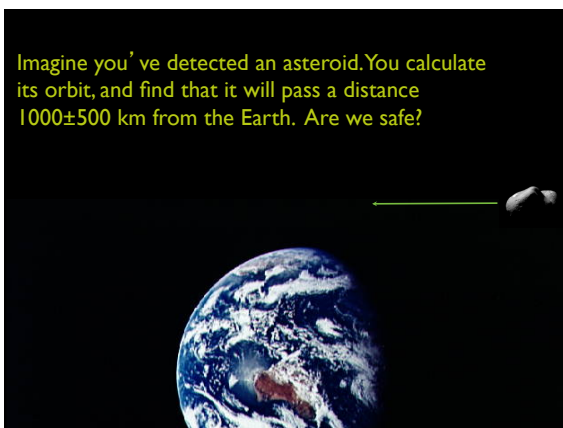 Imagine you’ve detected an asteroid. You calculate
its orbit, and find that it will pass a distance
1000±500 km from the Earth. Are we safe?